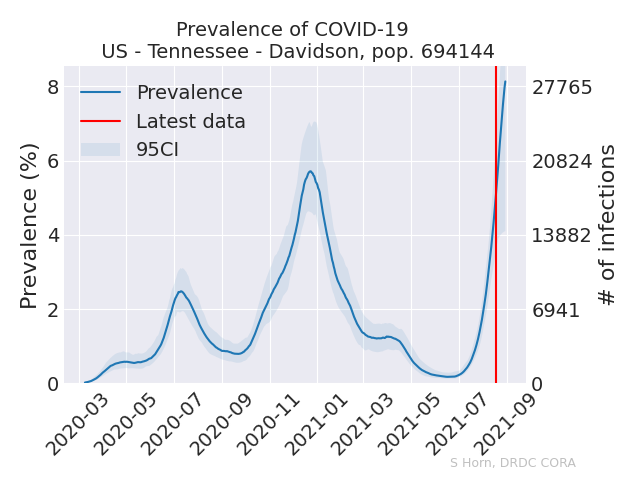 Prevalence of COVID-19
US - Tennessee - Davidson, pop. 694144
Prevalence
Latest data
95CI
Prevalence (%)
8
6
4
2
0
27765
20824
13882
6941
0
# of infections
2020-03
2020-05
2020-07
2020-09
2020-11
2021-01
2021-03
2021-05
2021-07
2021-09
S Horn, DRDC CORA